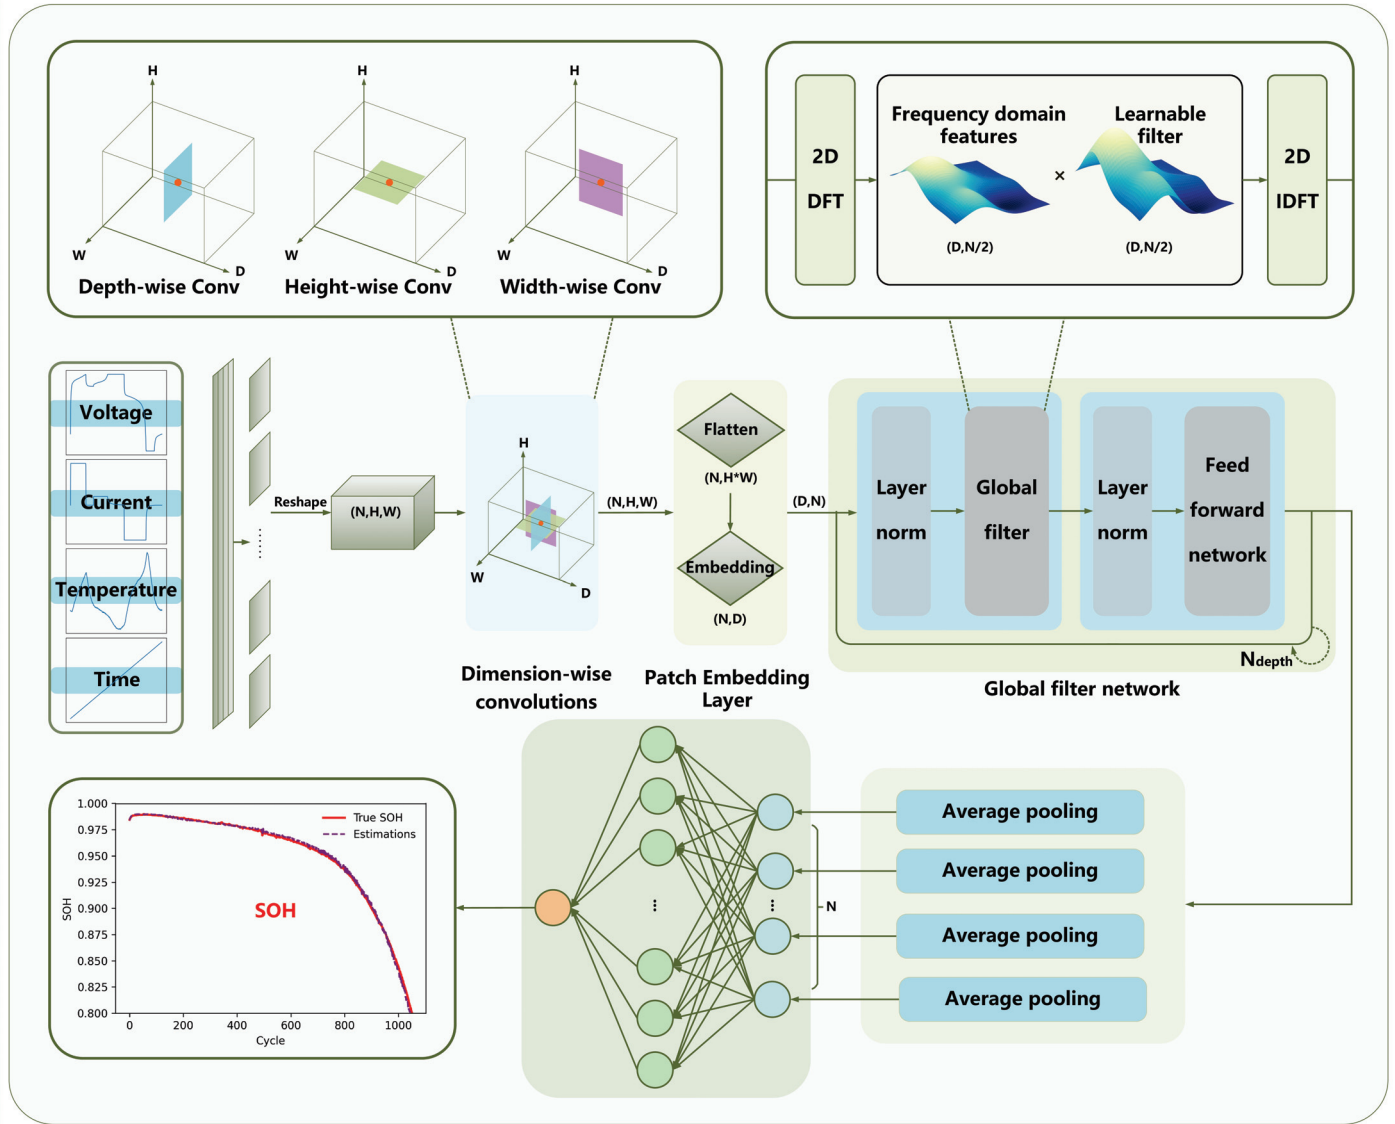 H
W
D
Depth-wise Conv
H
W
D
Height-wise Conv
H
W
D
Width-wise Conv
2D
DFT
Frequency domain
features
(D,N/2)
×
Learnable
filter
(D,N/2)
2D
IDFT
Voltage
Current
Temperature
Time
Reshape
(N,H,W)
H
W
D
Dimension-wise
convolutions
(N,H,W)
Flatten
(N,H*W)
Embedding
(N,D)
Patch Embedding
Layer
(D,N)
Layer
norm
Global
filter
Layer
norm
Feed
forward
network
Ndepth
Global filter network
Average pooling
Average pooling
Average pooling
Average pooling
N
1.000
0.975
0.950
0.925
0.900
0.875
0.850
0.825
0.800
SOH
True SOH
Estimations
SOH
0 200 400 600 800 1000
Cycle